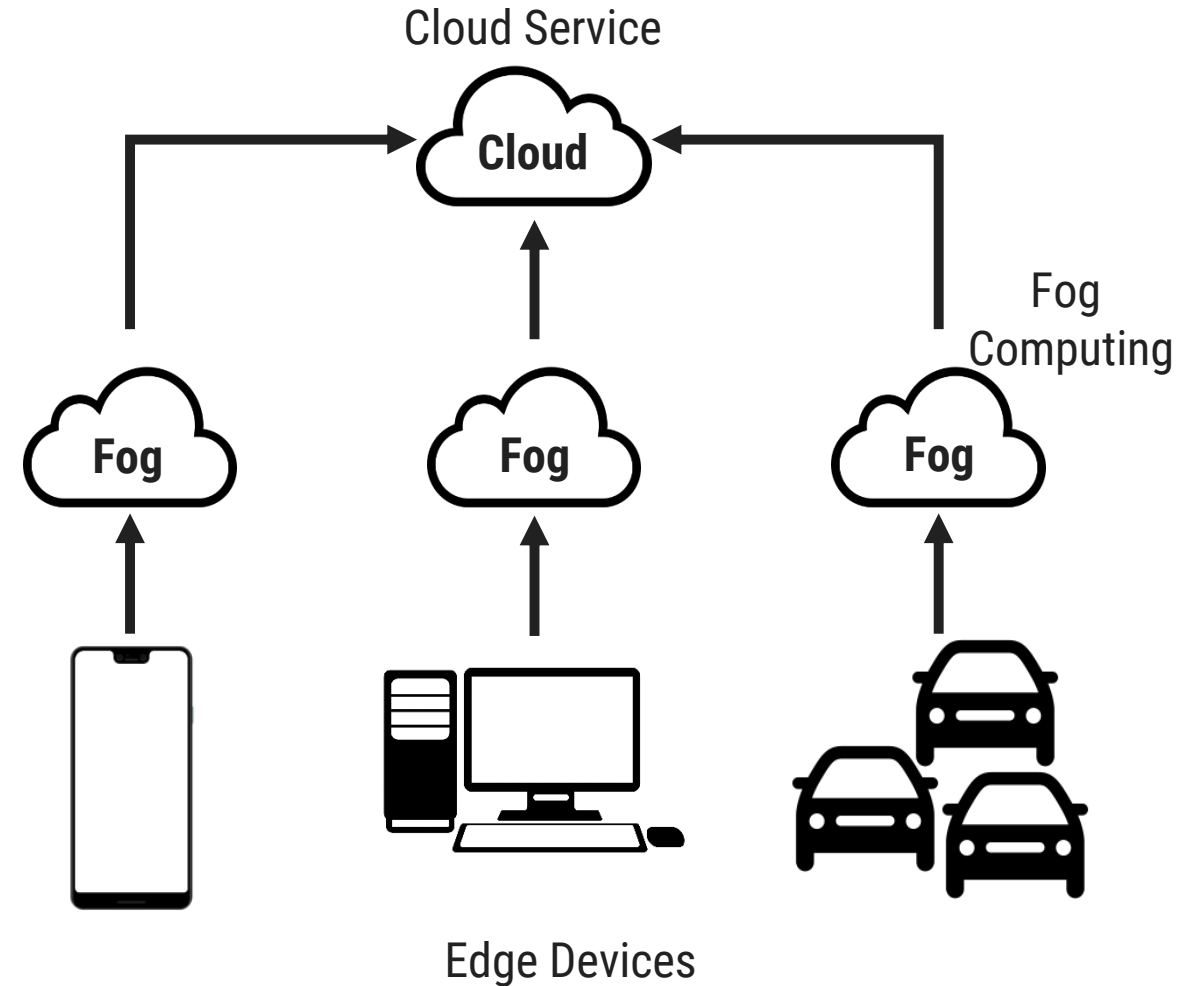 Cloud Service
Cloud
Fog
Computing
Fog
Fog
Fog
Edge Devices